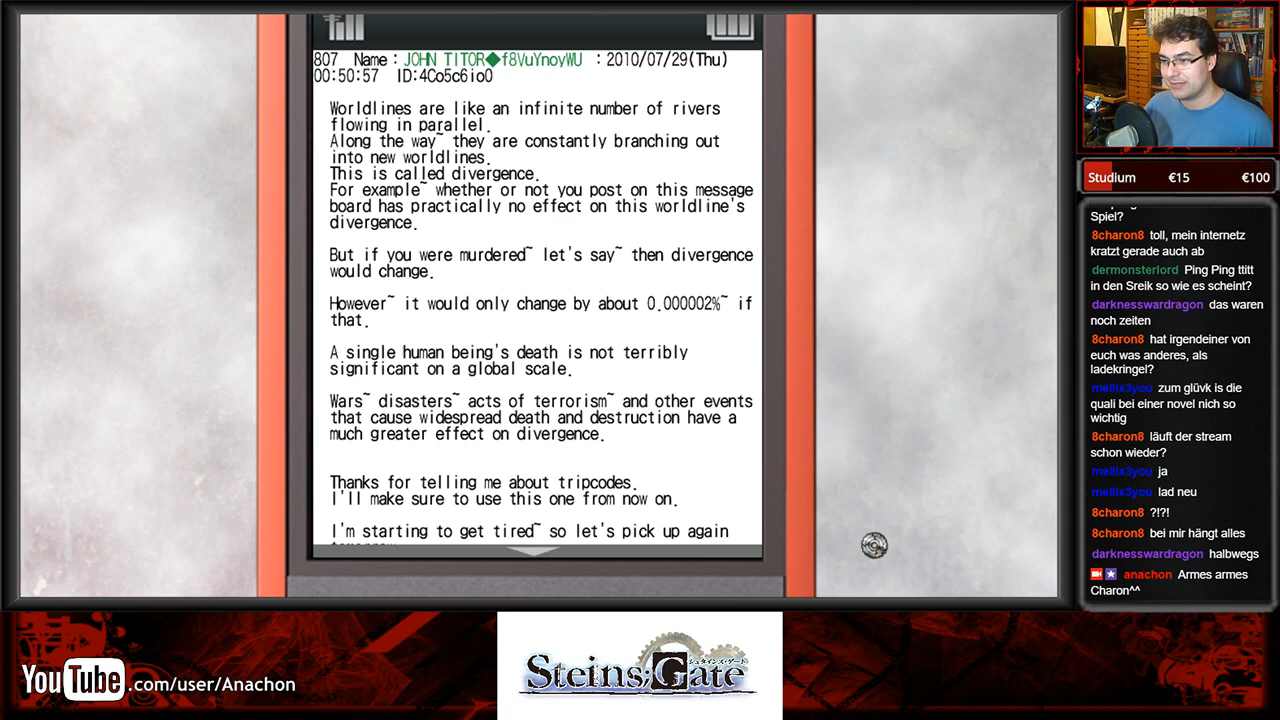 807 Name : JOHN TITOR◆f8VuYnoyWU : 2010/07/29(Thu)
00:50:57 ID:4Co5c6io0
Worldlines are like an infinite number of rivers
flowing in parallel.
Along the way~ they are constantly branching out
into new worldlines.
This is called divergence.
For example~ whether or not you post on this message
board has practically no effect on this worldline's
divergence.
But if you were murdered~ let's say~ then divergence
would change.
However~ it would only change by about 0.000002%~ if
that.
A single human being's death is not terribly
significant on a global scale.
Wars~ disasters~ acts of terrorism~ and other events
that cause widespread death and destruction have a
much greater effect on divergence.
Thanks for telling me about tripcodes.
I'll make sure to use this one from now on.
I'm starting to get tired~ so let's pick up again
Studium €15 €100
Spiel?
8charon8 toll, mein internetz
kratzt gerade auch ab
dermonsterlord Ping Ping ttitt
in den Sreik so wie es scheint?
darknesswardragon das waren
noch zeiten
8charon8 hat irgendeiner von
euch was anderes, als
ladekringel?
mellix3you zum glüvk is die
quali bei einer novel nich so
wichtig
8charon8 läuft der stream
schon wieder?
mellix3you ja
mellix3you lad neu
8charon8 ?!?!
8charon8 bei mir hängt alles
darknesswardragon halbwegs
anachon Armes armes
Charon^^
YouTube.com/user/Anachon
Steins;Gate